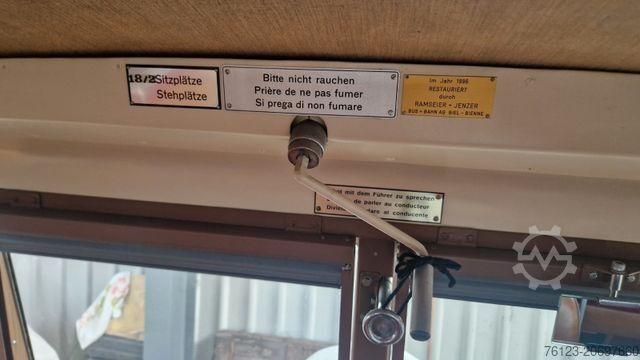 18/2 Sitzplätze
Stehplätze
Bitte nicht rauchen
Prière de ne pas fumer
Si prega di non fumare
Im Jahr 1996
RESTAURIERT
durch
RAMSEIER + JENZER
BUS + BAHN AG BIEL - BIENNE
mit dem Führer zu sprechen
de parler au conducteur
al conducente
76123-20697660